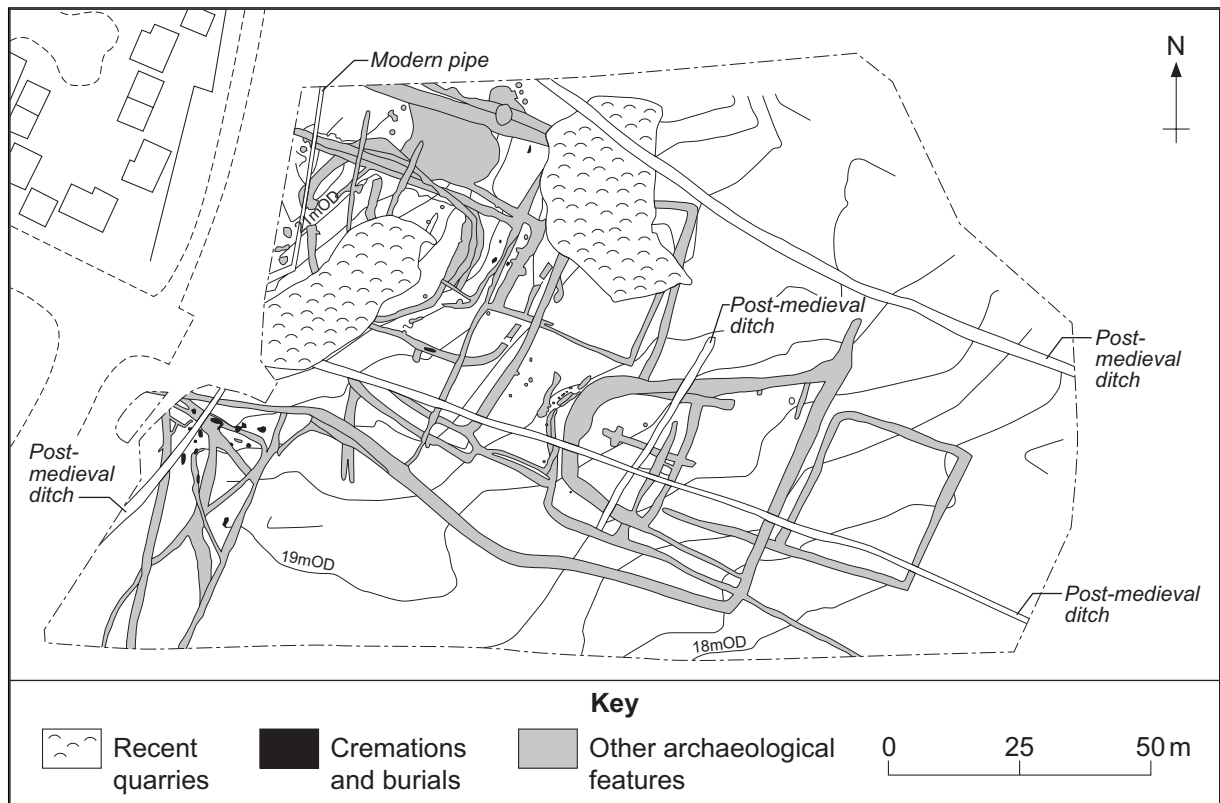 Modern pipe
N
21mOD
Post-medieval
ditch
Post-
medieval
ditch
Post-
medieval
ditch
19mOD
Post-medieval
ditch
18mOD
Key
Recent
quarries
Cremations
and burials
Other archaeological
features
0
25
50 m